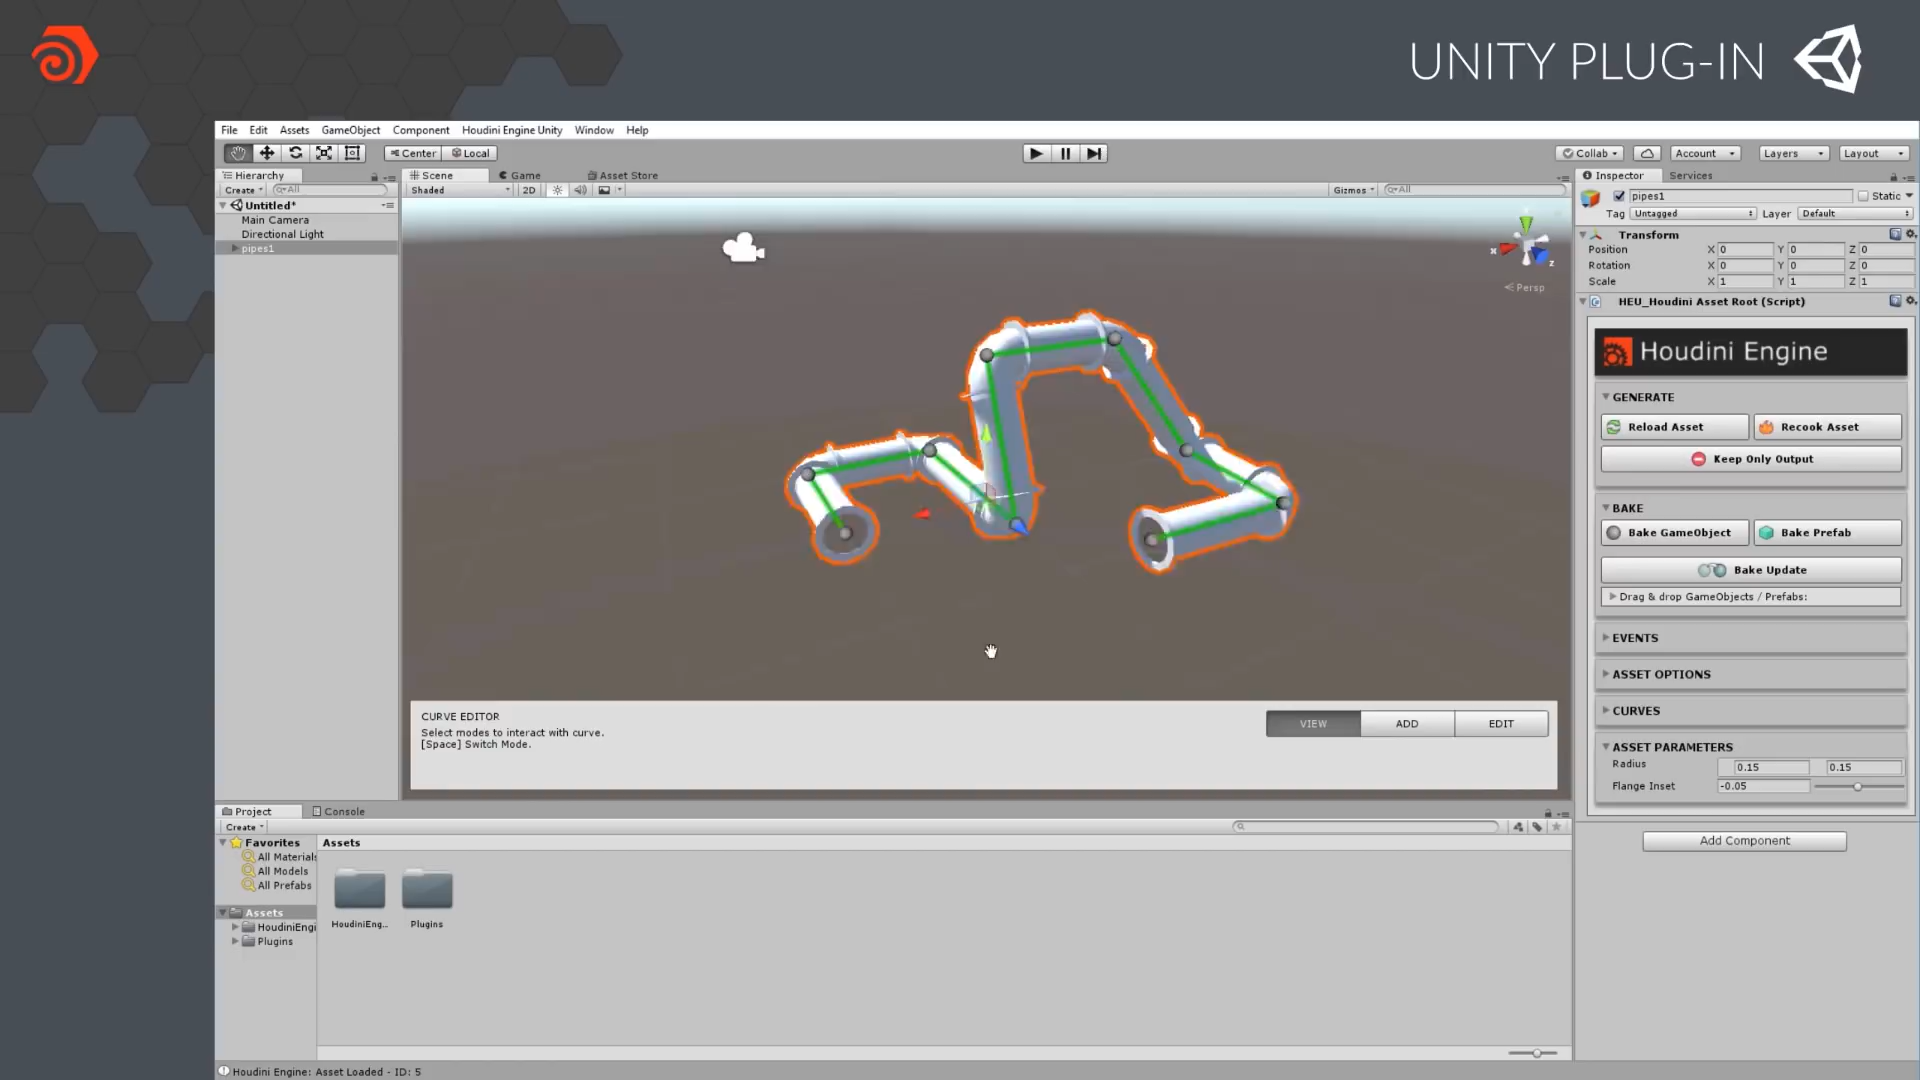 UNITY PLUG-IN
File Edit Assets GameObject Component Houdini Engine Unity Window Help
Center Local Collab Account Layers Layout
Hierarchy Scene Game Asset Store Inspector Services
Create All Shaded 2D Gizmos All pipes1 Static
Untitled* Tag Untagged Layer Default
Main Camera
Directional Light
pipes1
x z Persp
Transform
Position X 0 Y 0 Z 0
Rotation X 0 Y 0 Z 0
Scale X 1 Y 1 Z 1
HEU_Houdini Asset Root (Script)
Houdini Engine
GENERATE
Reload Asset Recook Asset
Keep Only Output
BAKE
Bake GameObject Bake Prefab
Bake Update
Drag & drop GameObjects / Prefabs:
EVENTS
ASSET OPTIONS
CURVES
ASSET PARAMETERS
Radius 0.15 0.15
Flange Inset -0.05
Add Component
CURVE EDITOR
Select modes to interact with curve.
[Space] Switch Mode.
VIEW ADD EDIT
Project Console
Create
Favorites
All Materials
All Models
All Prefabs
Assets
HoudiniEngi
Plugins
Assets
HoudiniEng... Plugins
Houdini Engine: Asset Loaded - ID: 5